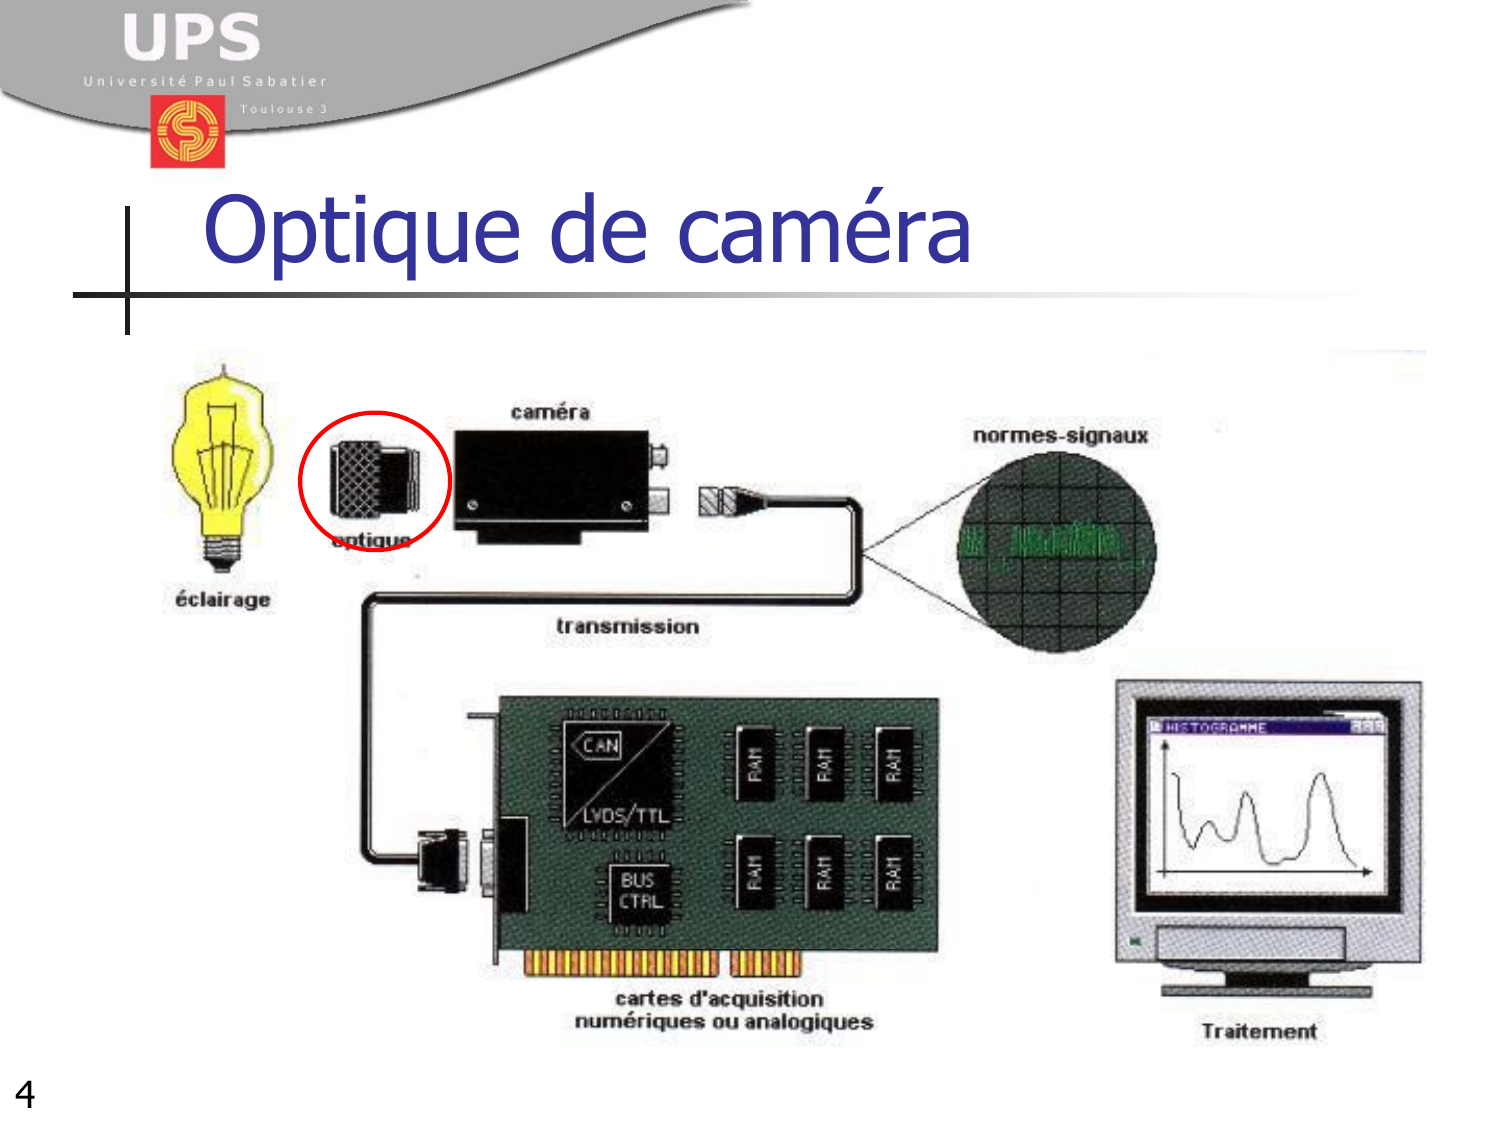 UPS
Université Paul Sabatier
Toulouse 3
Optique de caméra
caméra
normes-signaux
optique
éclairage
transmission
HISTOGRAMME
CAN
LVDS/TTL
RAM RAM RAM
BUS
CTRL
RAM RAM RAM
cartes d'acquisition
numériques ou analogiques
Traitement
4